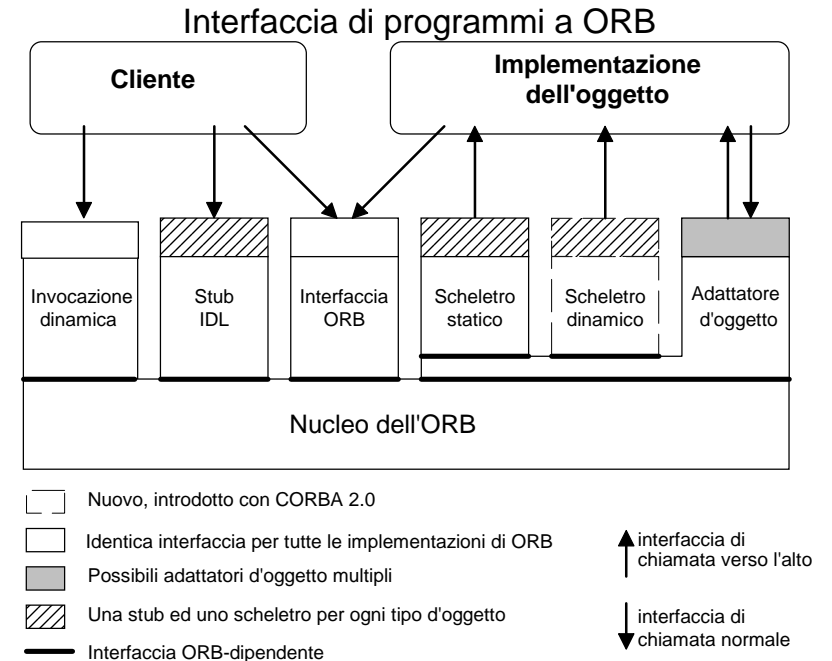 Interfaccia di programmi a ORB
Cliente
Implementazione
dell'oggetto
Invocazione
dinamica
Stub
IDL
Interfaccia
ORB
Scheletro
statico
Scheletro
dinamico
Adattatore
d'oggetto
Nucleo dell'ORB
Nuovo, introdotto con CORBA 2.0
Identica interfaccia per tutte le implementazioni di ORB
Possibili adattatori d'oggetto multipli
Una stub ed uno scheletro per ogni tipo d'oggetto
Interfaccia ORB-dipendente
interfaccia di
chiamata verso l'alto
interfaccia di
chiamata normale